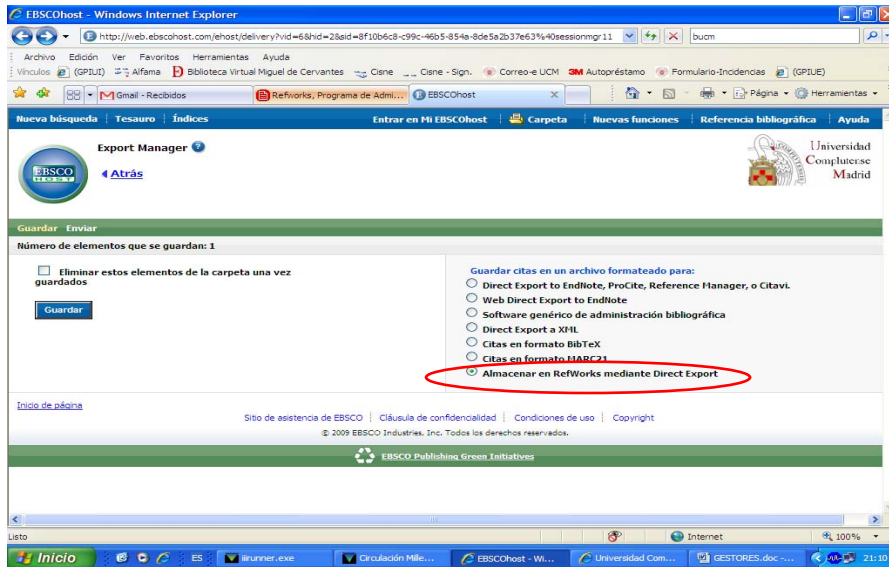 EBSCOhost - Windows Internet Explorer
http://web.ebscohost.com/ehost/delivery?vid=6&hid=2&sid=8f10b6c8-c99c-46b5-854a-8de5a2b37e63%40sessionmgr11
bucm
Archivo Edición Ver Favoritos Herramientas Ayuda
Vínculos (GPIUI) Alfama Biblioteca Virtual Miguel de Cervantes Cisne Cisne - Sign. Correo-e UCM 3M Autopréstamo Formulario-Incidencias (GPIUE)
Gmail - Recibidos Refworks, Programa de Admi... EBSCOhost Página Herramientas
Nueva búsqueda Tesauro Índices Entrar en Mi EBSCOhost Carpeta Nuevas funciones Referencia bibliográfica Ayuda
EBSCO
HOST
Export Manager
Atrás
Universidad
Complutense
Madrid
Guardar Enviar
Número de elementos que se guardan: 1
Eliminar estos elementos de la carpeta una vez
guardados
Guardar
Guardar citas en un archivo formateado para:
Direct Export to EndNote, ProCite, Reference Manager, o Citavi.
Web Direct Export to EndNote
Software genérico de administración bibliográfica
Direct Export a XML
Citas en formato BibTeX
Citas en formato MARC21
Almacenar en RefWorks mediante Direct Export
Inicio de página
Sitio de asistencia de EBSCO Cláusula de confidencialidad Condiciones de uso Copyright
© 2009 EBSCO Industries, Inc. Todos los derechos reservados.
EBSCO Publishing Green Initiatives
Listo Internet 100%
Inicio ES iiirunner.exe Circulación Mille... EBSCOhost - Wi... Universidad Com... GESTORES.doc -... 21:10